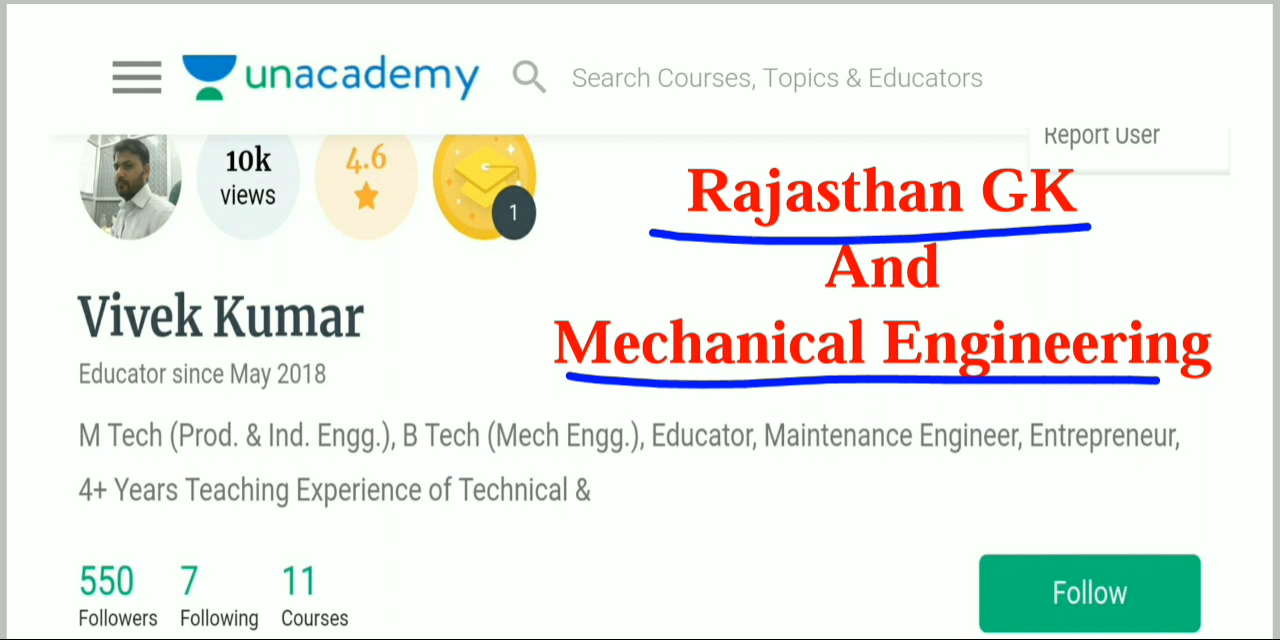 unacademy
Search Courses, Topics & Educators
Report User
10k
views
4.6
1
Rajasthan GK
And
Mechanical Engineering
Vivek Kumar
Educator since May 2018
M Tech (Prod. & Ind. Engg.), B Tech (Mech Engg.), Educator, Maintenance Engineer, Entrepreneur,
4+ Years Teaching Experience of Technical &
550 7 11
Followers Following Courses
Follow